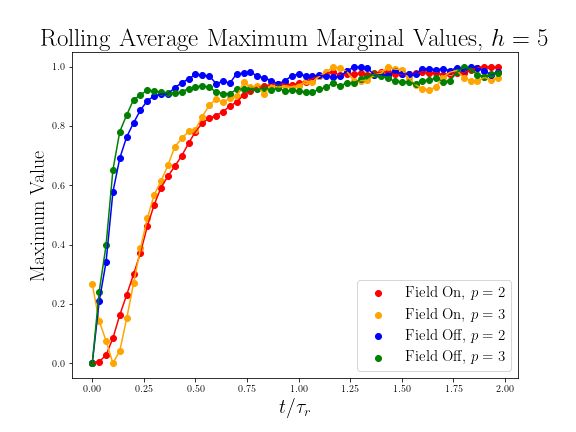 Rolling Average Maximum Marginal Values, $h = 5$
Maximum Value
1.0
0.8
0.6
0.4
0.2
0.0
0.00 0.25 0.50 0.75 1.00 1.25 1.50 1.75 2.00
$t/\tau_r$
Field On, $p = 2$
Field On, $p = 3$
Field Off, $p = 2$
Field Off, $p = 3$